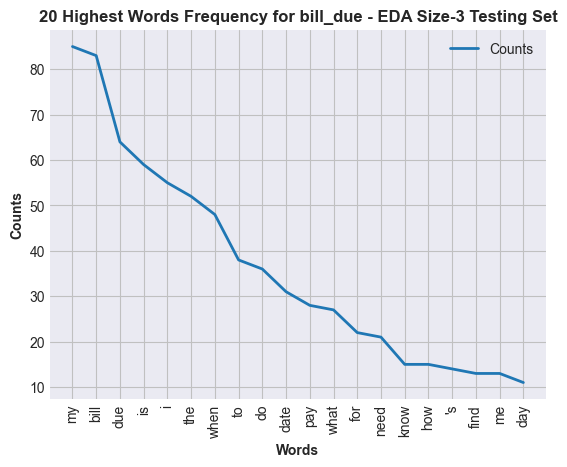 20 Highest Words Frequency for bill_due - EDA Size-3 Testing Set
Counts
Counts
80
70
60
50
40
30
20
10
my
bill
due
is
i
the
when
to
do
date
pay
what
for
need
know
how
's
find
me
day
Words